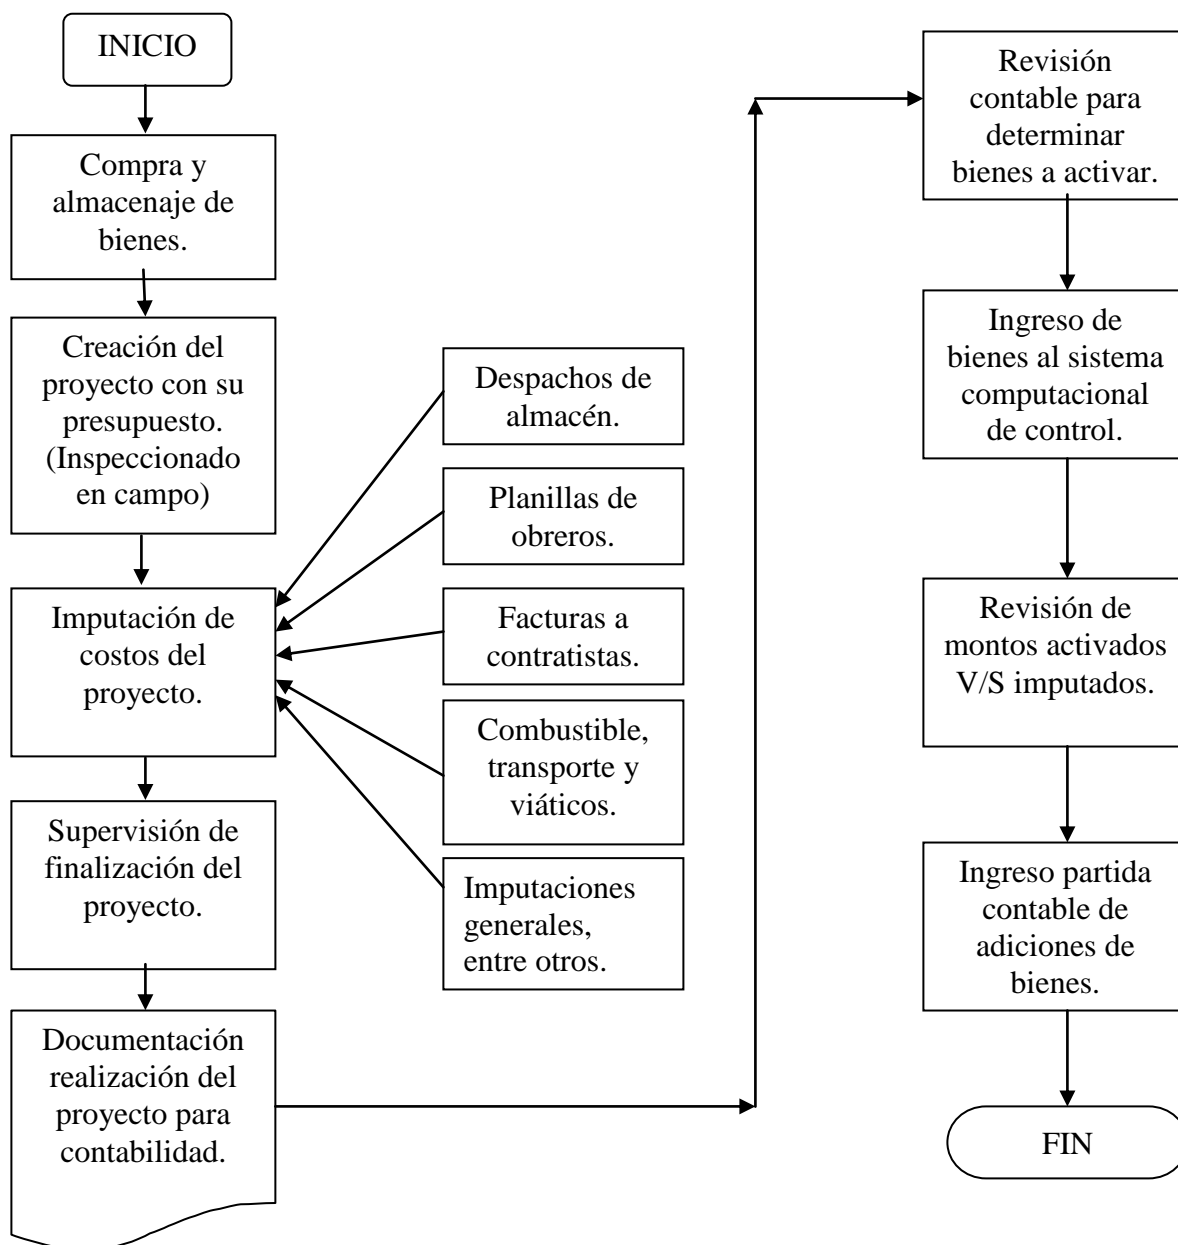 INICIO
Compra y
almacenaje de
bienes.
Creación del
proyecto con su
presupuesto.
(Inspeccionado
en campo)
Imputación de
costos del
proyecto.
Supervisión de
finalización del
proyecto.
Documentación
realización del
proyecto para
contabilidad.
Despachos de
almacén.
Planillas de
obreros.
Facturas a
contratistas.
Combustible,
transporte y
viáticos.
Imputaciones
generales,
entre otros.
Revisión
contable para
determinar
bienes a activar.
Ingreso de
bienes al sistema
computacional
de control.
Revisión de
montos activados
V/S imputados.
Ingreso partida
contable de
adiciones de
bienes.
FIN